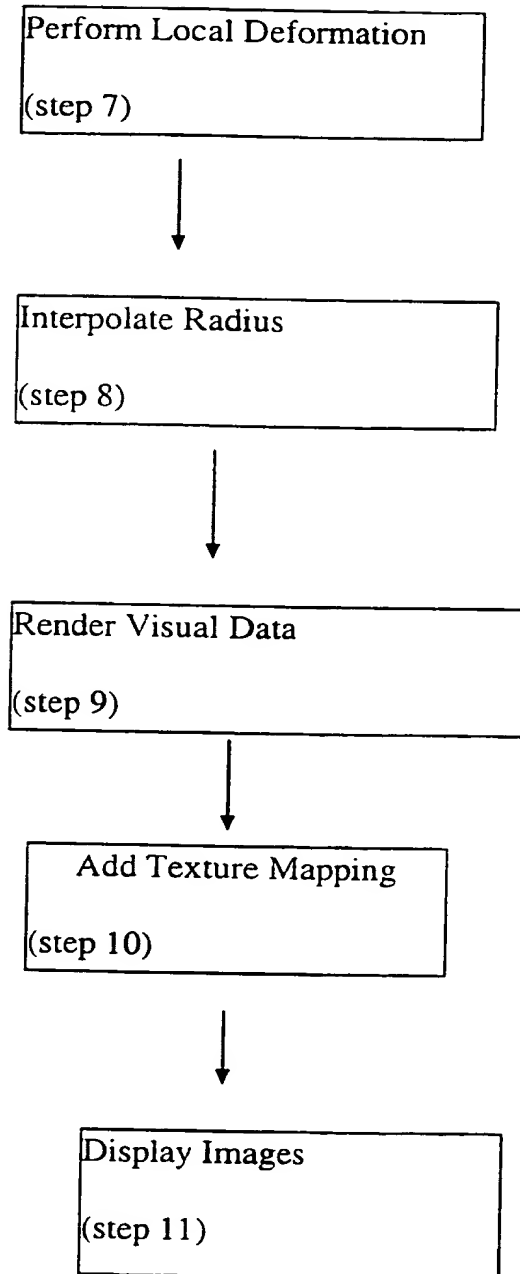 Perform Local Deformation
(step 7)
Interpolate Radius
(step 8)
Render Visual Data
(step 9)
Add Texture Mapping
(step 10)
Display Images
(step 11)